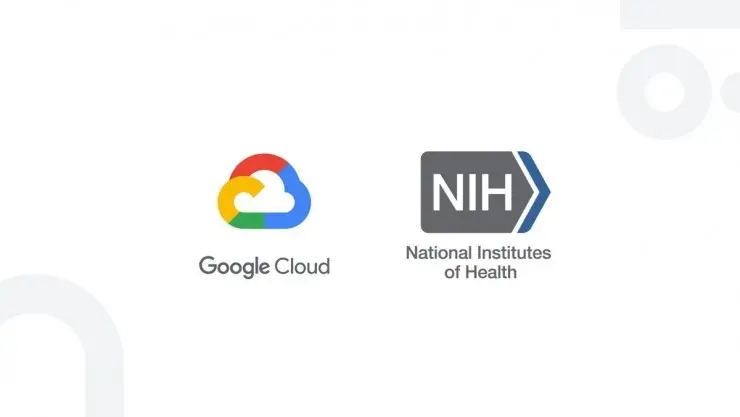 Google Cloud
NIH
National Institutes
of Health